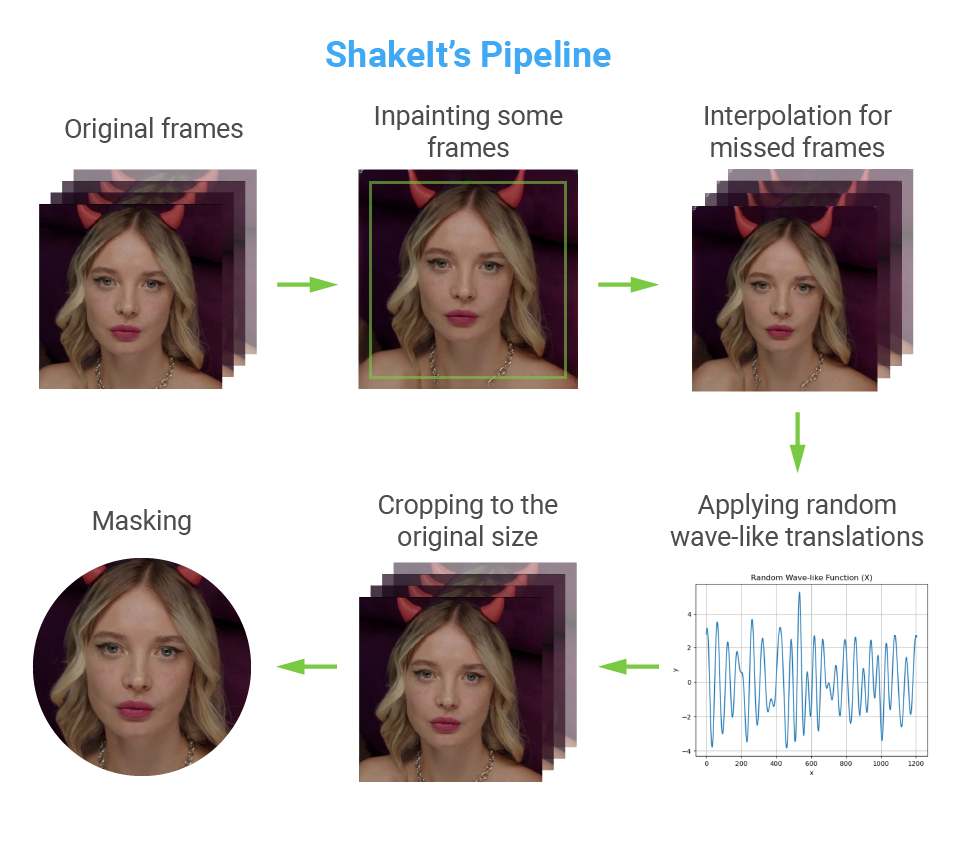 ShakeIt’s Pipeline
Original frames
Inpainting some
frames
Interpolation for
missed frames
Masking
Cropping to the
original size
Applying random
wave-like translations
Random Wave-like Function (X)
4
2
0
−2
−4
y
0 200 400 600 800 1000 1200
x